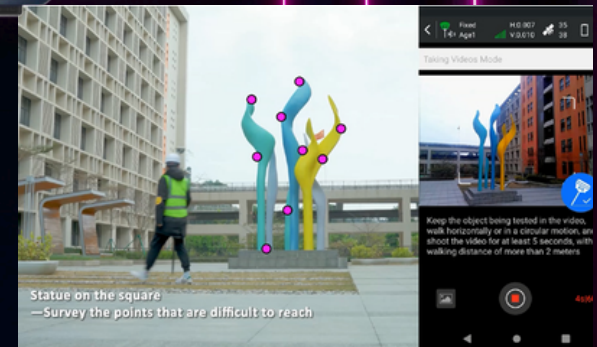 Statue on the square
—Survey the points that are difficult to reach
Fixed
Age1
H:0.007
V:0.010
35
38
Taking Videos Mode
Keep the object being tested in the video,
walk horizontally or in a circular motion, and
shoot the video for at least 5 seconds, with
walking distance of more than 2 meters